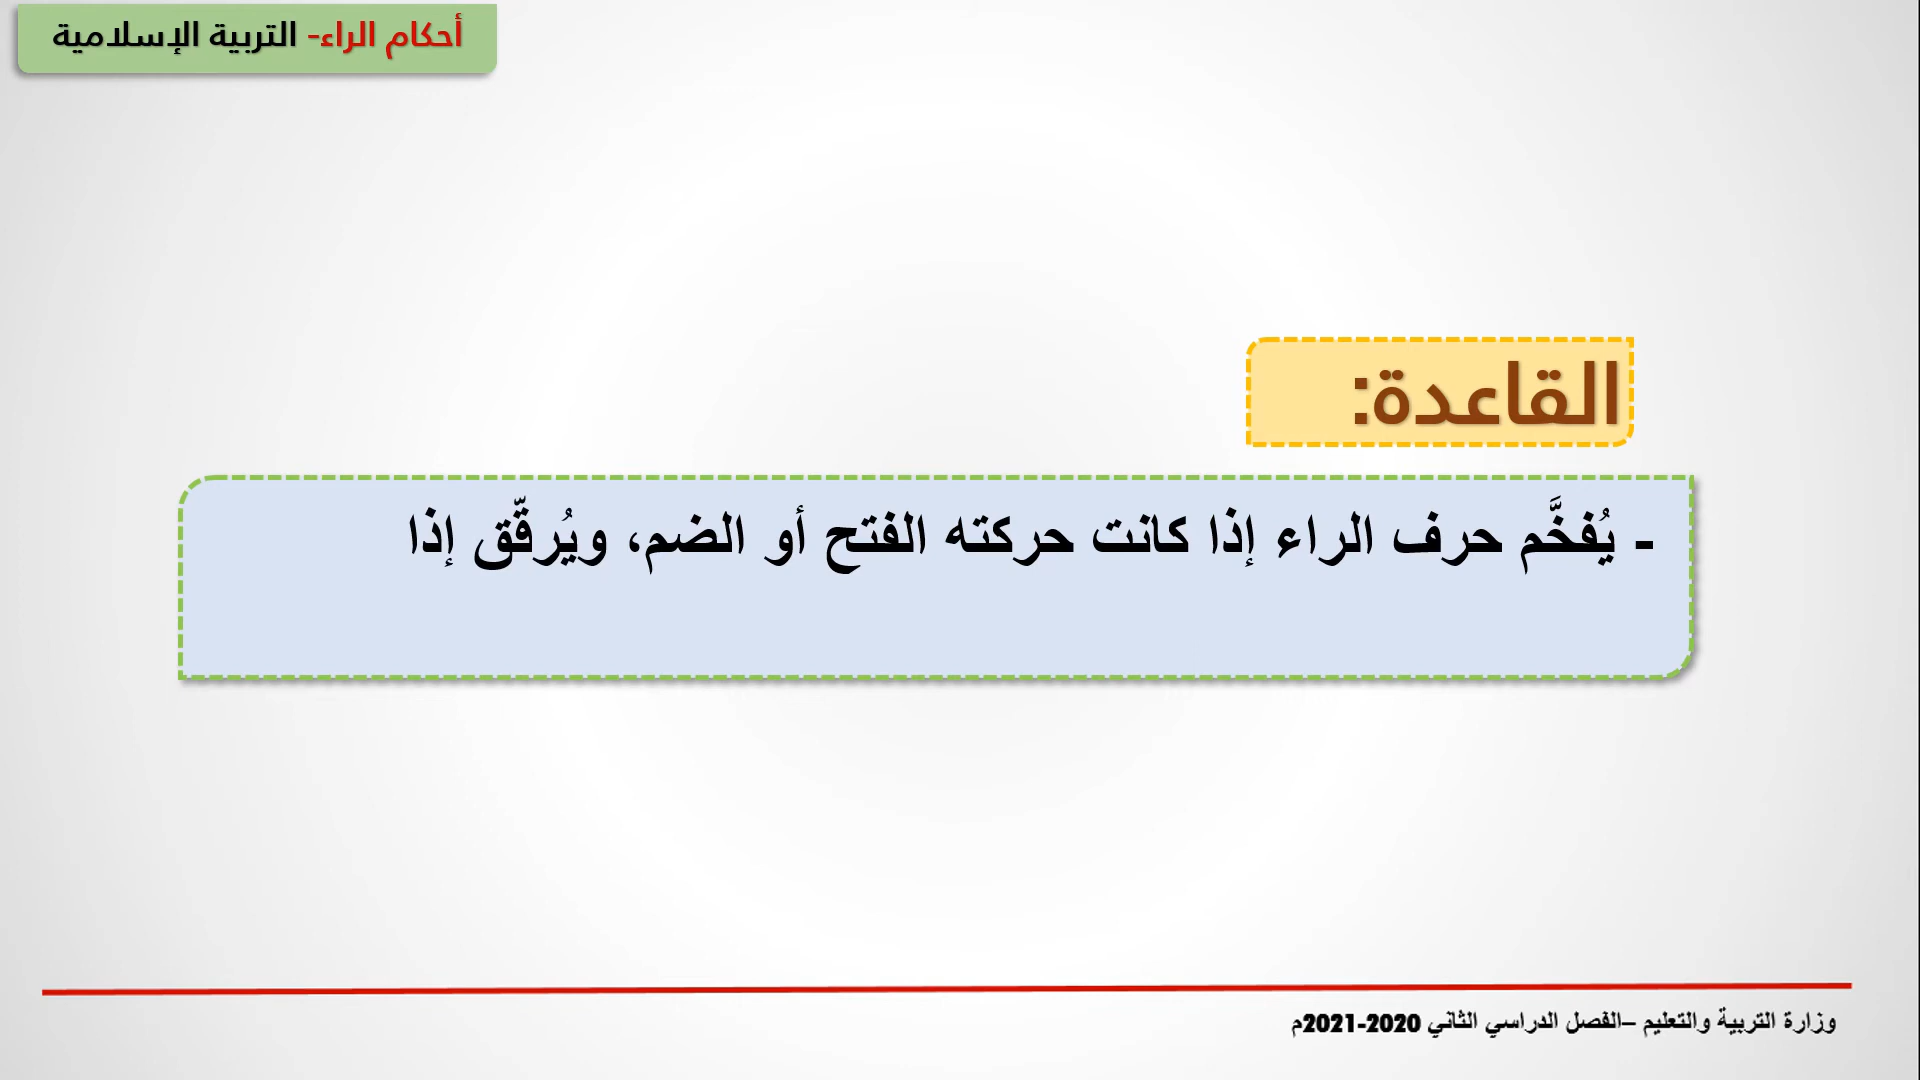 أحكام الراء- التربية الإسلامية
القاعدة:
- يُفخَّم حرف الراء إذا كانت حركته الفتح أو الضم، ويُرقّق إذا
وزارة التربية والتعليم –الفصل الدراسي الثاني 2020-2021م